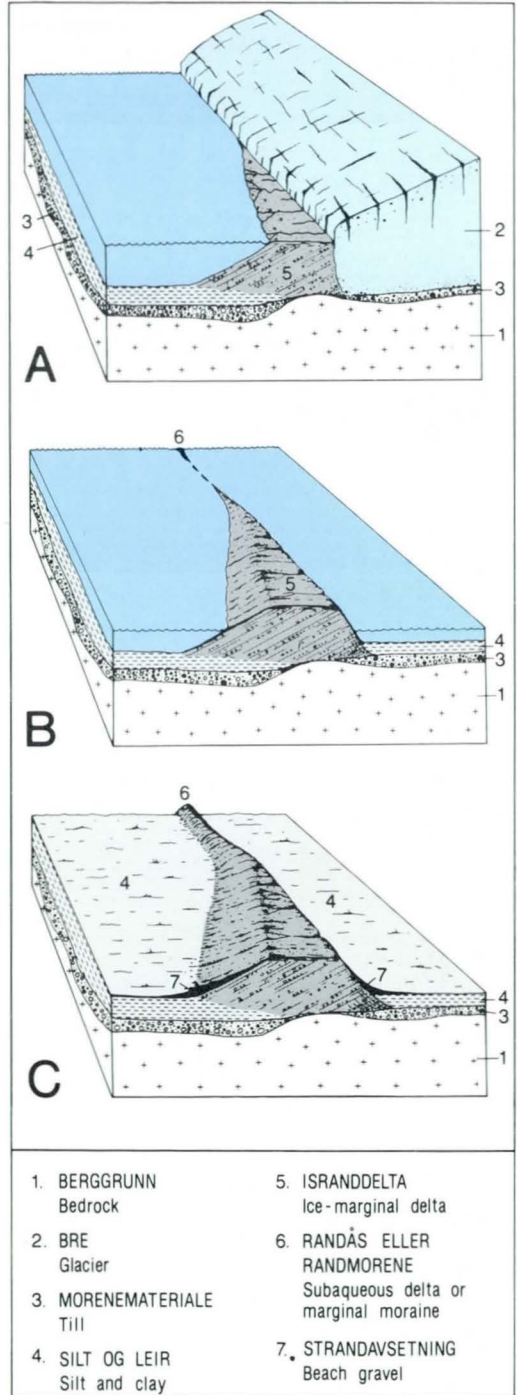 2
3
4
5
3
1
A
6
5
4
3
1
B
6
4
4
7
7
4
3
1
C
1. BERGGRUNN
Bedrock
2. BRE
Glacier
3. MORENEMATERIALE
Till
4. SILT OG LEIR
Silt and clay
5. ISRANDDELTA
Ice-marginal delta
6. RANDÅS ELLER
RANDMORENE
Subaqueous delta or
marginal moraine
7. STRANDAVSETNING
Beach gravel